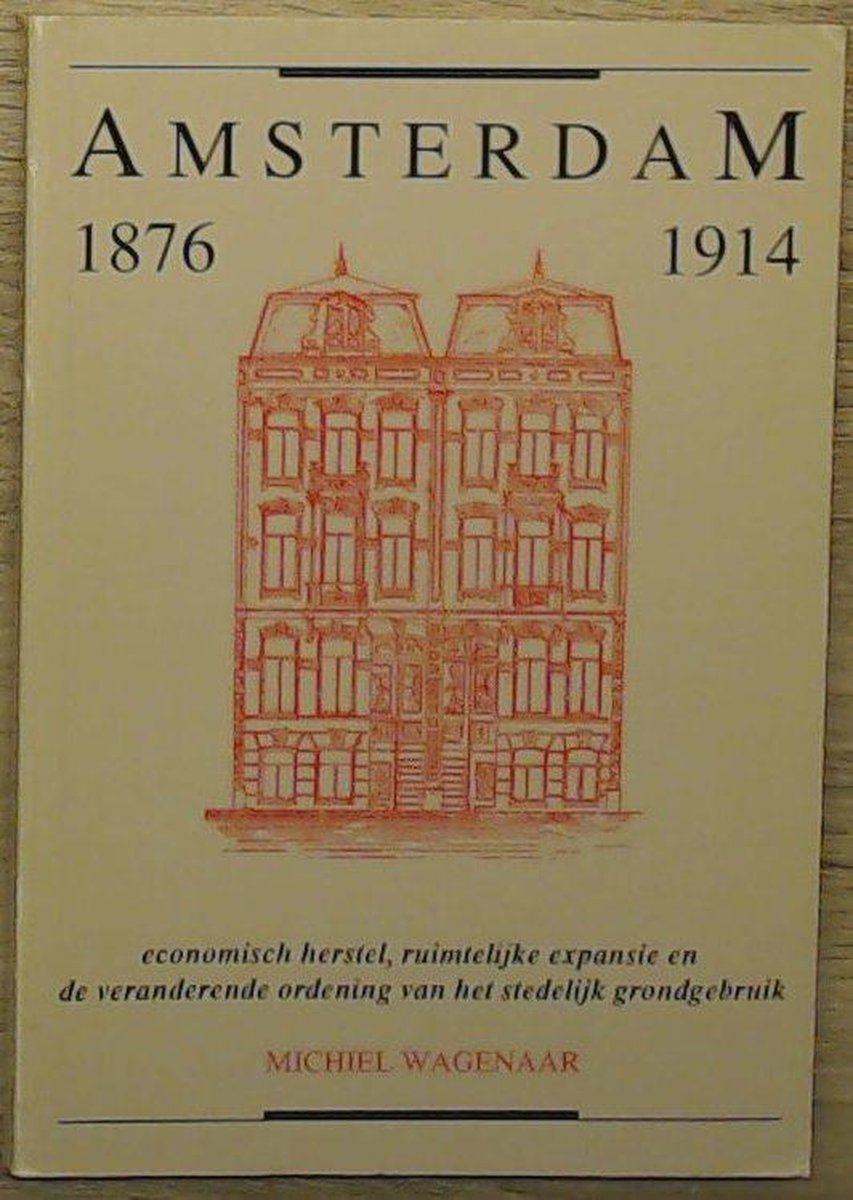 AMSTERDAM
1876 1914
economisch herstel, ruimtelijke expansie en
de veranderende ordening van het stedelijk grondgebruik
MICHIEL WAGENAAR